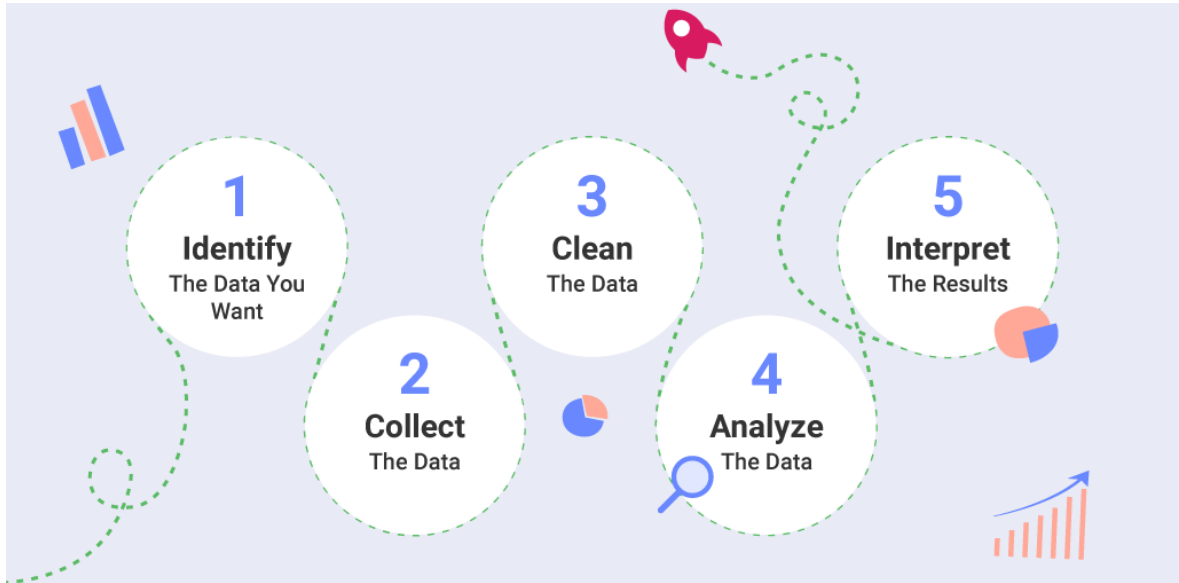 1
Identify
The Data You
Want
2
Collect
The Data
3
Clean
The Data
4
Analyze
The Data
5
Interpret
The Results